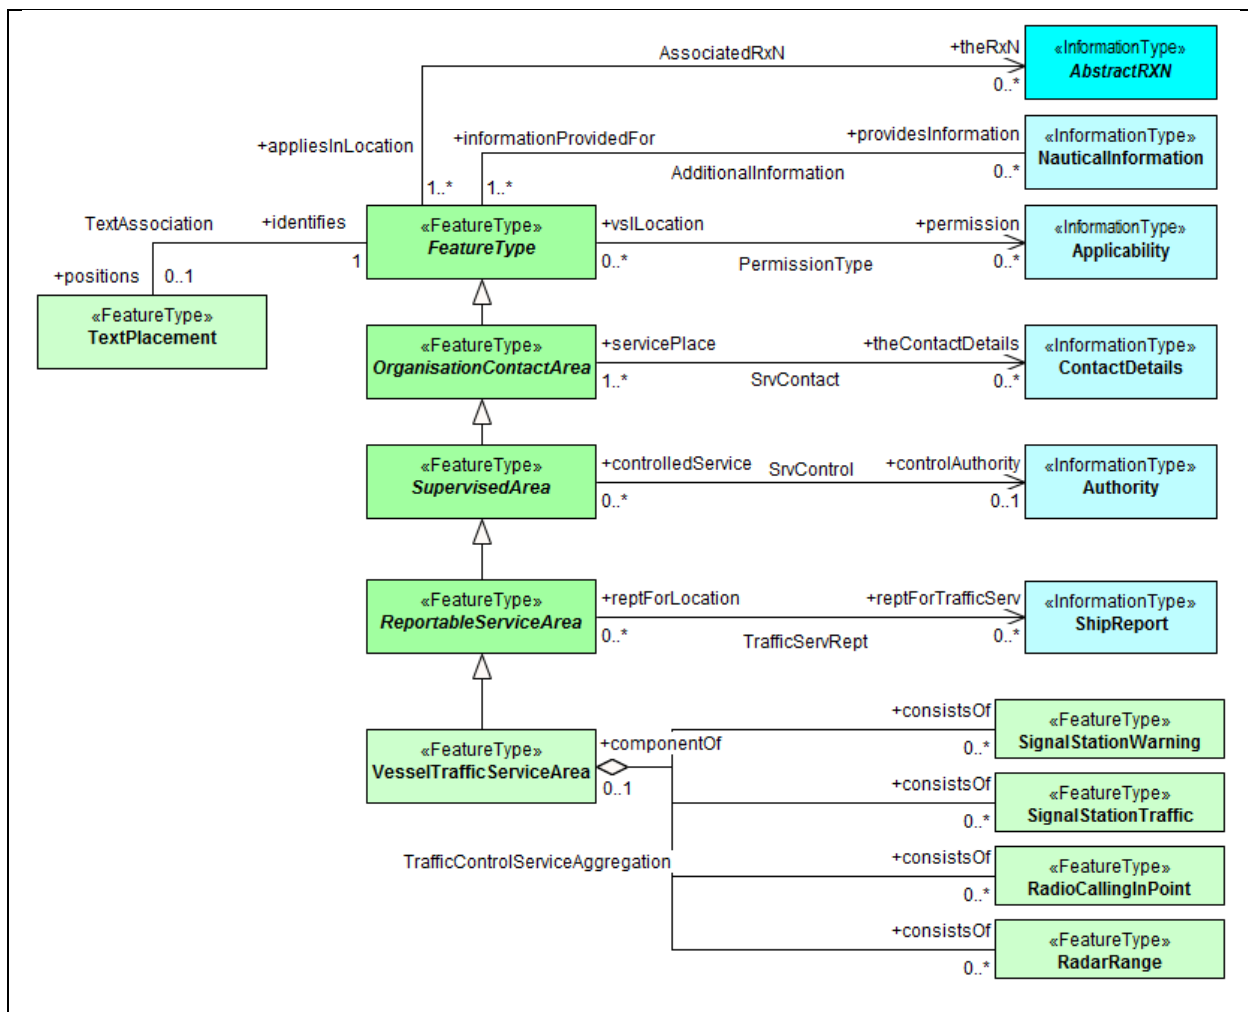 AssociatedRxN
+theRxN
0..*
«InformationType»
AbstractRXN
+appliesInLocation
1..*
+informationProvidedFor
1..*
+providesInformation
AdditionalInformation
0..*
«InformationType»
NauticalInformation
TextAssociation
+identifies
1
+positions
0..1
«FeatureType»
TextPlacement
«FeatureType»
FeatureType
+vslLocation
0..*
PermissionType
+permission
0..*
«InformationType»
Applicability
«FeatureType»
OrganisationContactArea
+servicePlace
1..*
SrvContact
+theContactDetails
0..*
«InformationType»
ContactDetails
«FeatureType»
SupervisedArea
+controlledService
0..*
SrvControl
+controlAuthority
0..1
«InformationType»
Authority
«FeatureType»
ReportableServiceArea
+reptForLocation
0..*
TrafficServRept
+reptForTrafficServ
0..*
«InformationType»
ShipReport
«FeatureType»
VesselTrafficServiceArea
+componentOf
0..1
TrafficControlServiceAggregation
+consistsOf
0..*
«FeatureType»
SignalStationWarning
+consistsOf
0..*
«FeatureType»
SignalStationTraffic
+consistsOf
0..*
«FeatureType»
RadioCallingInPoint
+consistsOf
0..*
«FeatureType»
RadarRange